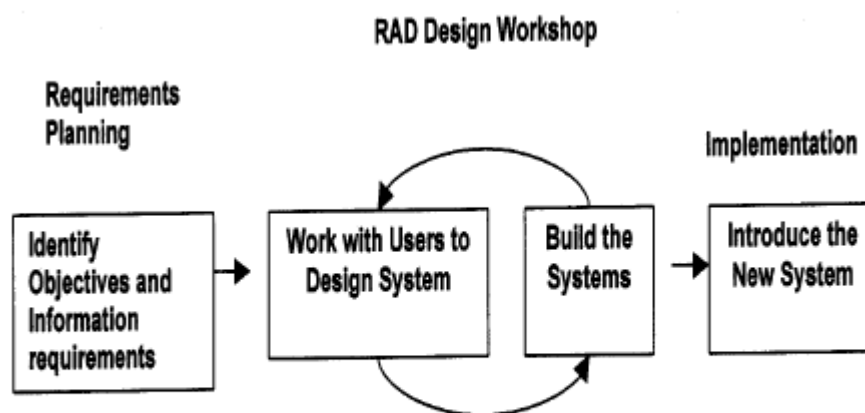 RAD Design Workshop
Requirements
Planning
Implementation
Identify
Objectives and
Information
requirements
Work with Users to
Design System
Build the
Systems
Introduce the
New System